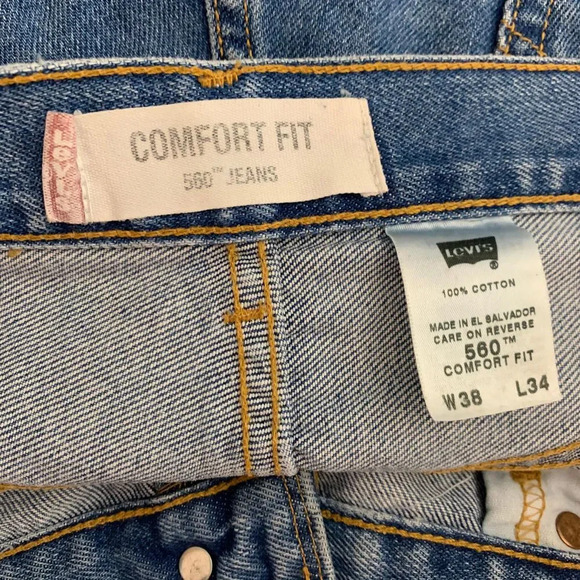 LEVI'S
COMFORT FIT
560™ JEANS
LEVI'S
®
100% COTTON
MADE IN EL SALVADOR
CARE ON REVERSE
560™
COMFORT FIT
W38 L34